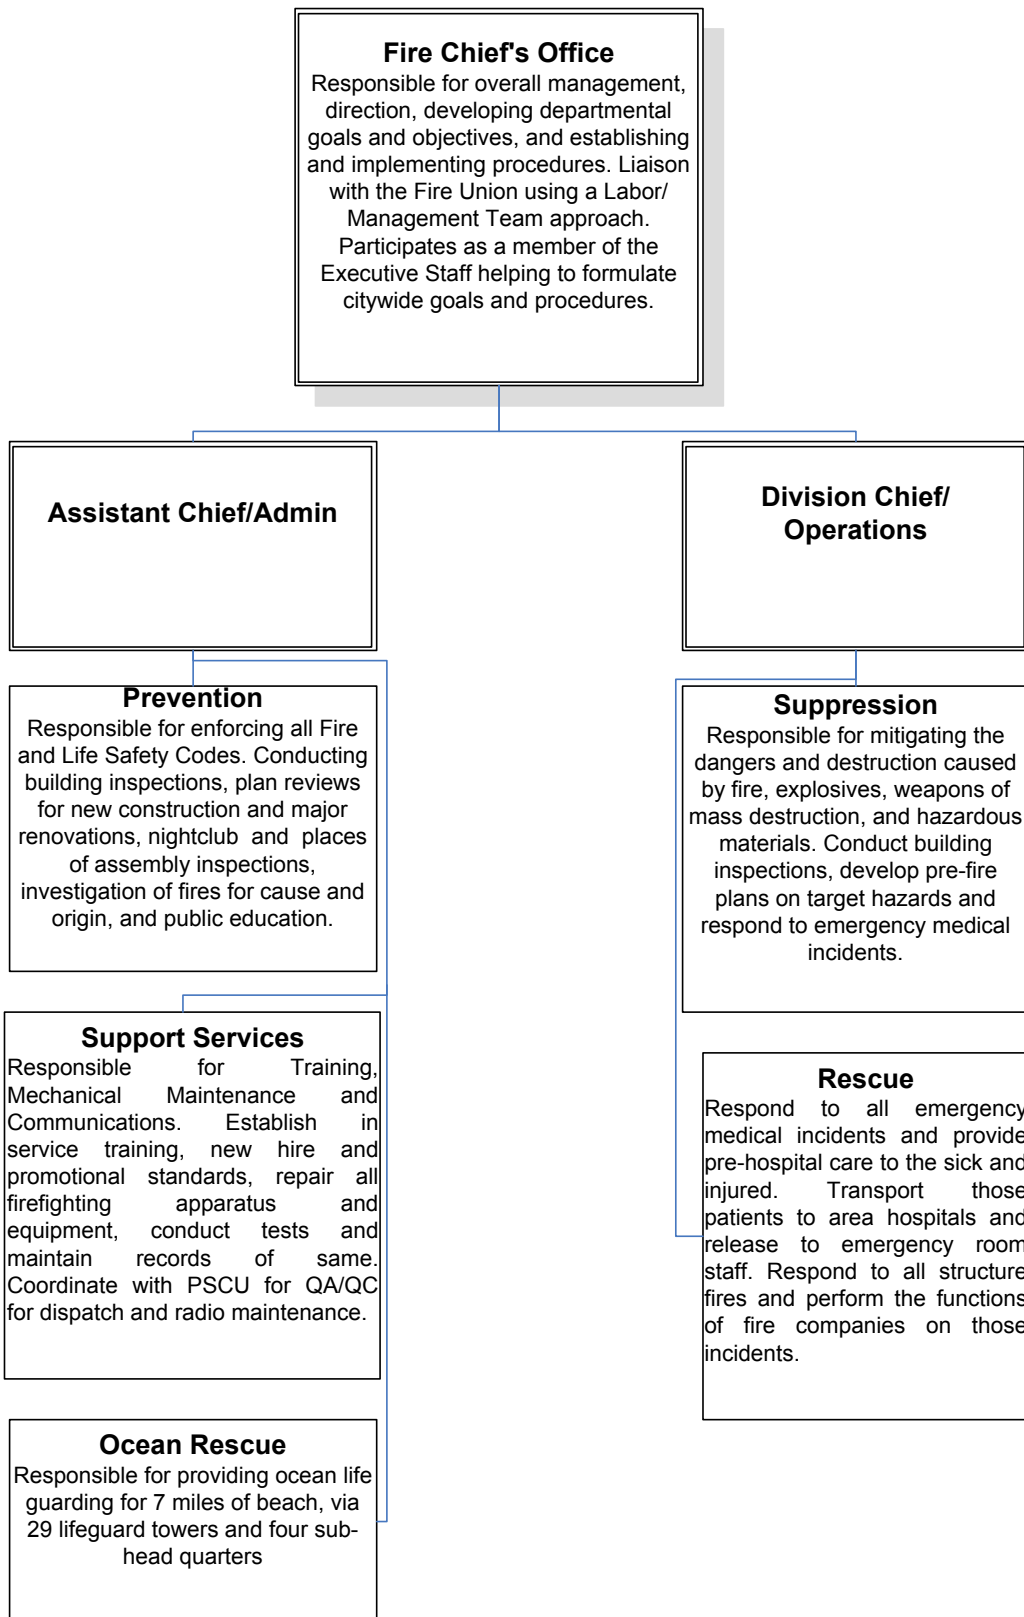 Fire Chief's Office
Responsible for overall management,
direction, developing departmental
goals and objectives, and establishing
and implementing procedures. Liaison
with the Fire Union using a Labor/
Management Team approach.
Participates as a member of the
Executive Staff helping to formulate
citywide goals and procedures.
Assistant Chief/Admin
Division Chief/
Operations
Prevention
Responsible for enforcing all Fire
and Life Safety Codes. Conducting
building inspections, plan reviews
for new construction and major
renovations, nightclub and places
of assembly inspections,
investigation of fires for cause and
origin, and public education.
Suppression
Responsible for mitigating the
dangers and destruction caused
by fire, explosives, weapons of
mass destruction, and hazardous
materials. Conduct building
inspections, develop pre-fire
plans on target hazards and
respond to emergency medical
incidents.
Support Services
Responsible for Training,
Mechanical Maintenance and
Communications. Establish in
service training, new hire and
promotional standards, repair all
firefighting apparatus and
equipment, conduct tests and
maintain records of same.
Coordinate with PSCU for QA/QC
for dispatch and radio maintenance.
Rescue
Respond to all emergency
medical incidents and provide
pre-hospital care to the sick and
injured. Transport those
patients to area hospitals and
release to emergency room
staff. Respond to all structure
fires and perform the functions
of fire companies on those
incidents.
Ocean Rescue
Responsible for providing ocean life
guarding for 7 miles of beach, via
29 lifeguard towers and four sub-
head quarters